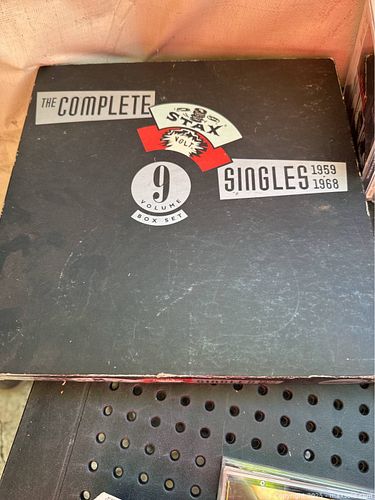 THE COMPLETE
STAX
VOLT
9
VOLUME
BOX SET
SINGLES 1959
1968